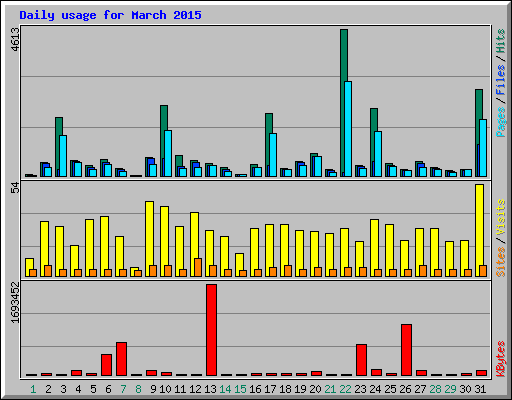 Daily usage for March 2015
4613
Pages / Files / Hits
54
Sites / Visits
1693452
KBytes
1 2 3 4 5 6 7 8 9 10 11 12 13 14 15 16 17 18 19 20 21 22 23 24 25 26 27 28 29 30 31